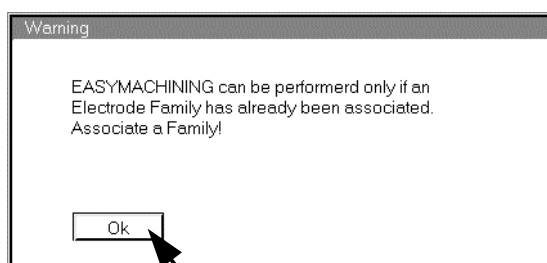 Warning
EASYMACHINING can be performerd only if an
Electrode Family has already been associated.
Associate a Family!
Ok